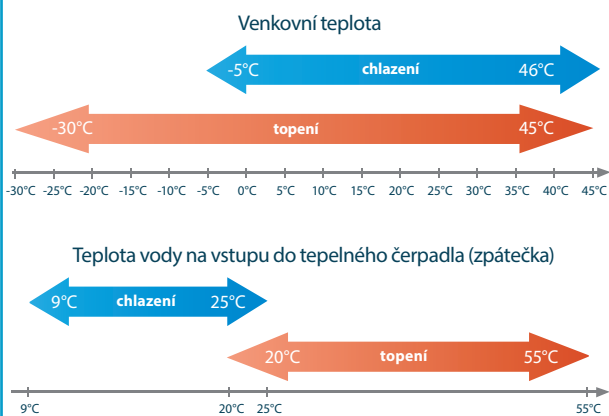 Venkovní teplota
-5°C chlazení 46°C
-30°C topení 45°C
-30°C -25°C -20°C -15°C -10°C -5°C 0°C 5°C 10°C 15°C 20°C 25°C 30°C 35°C 40°C 45°C
Teplota vody na vstupu do tepelného čerpadla (zpátečka)
9°C chlazení 25°C
20°C topení 55°C
9°C 20°C 25°C 55°C